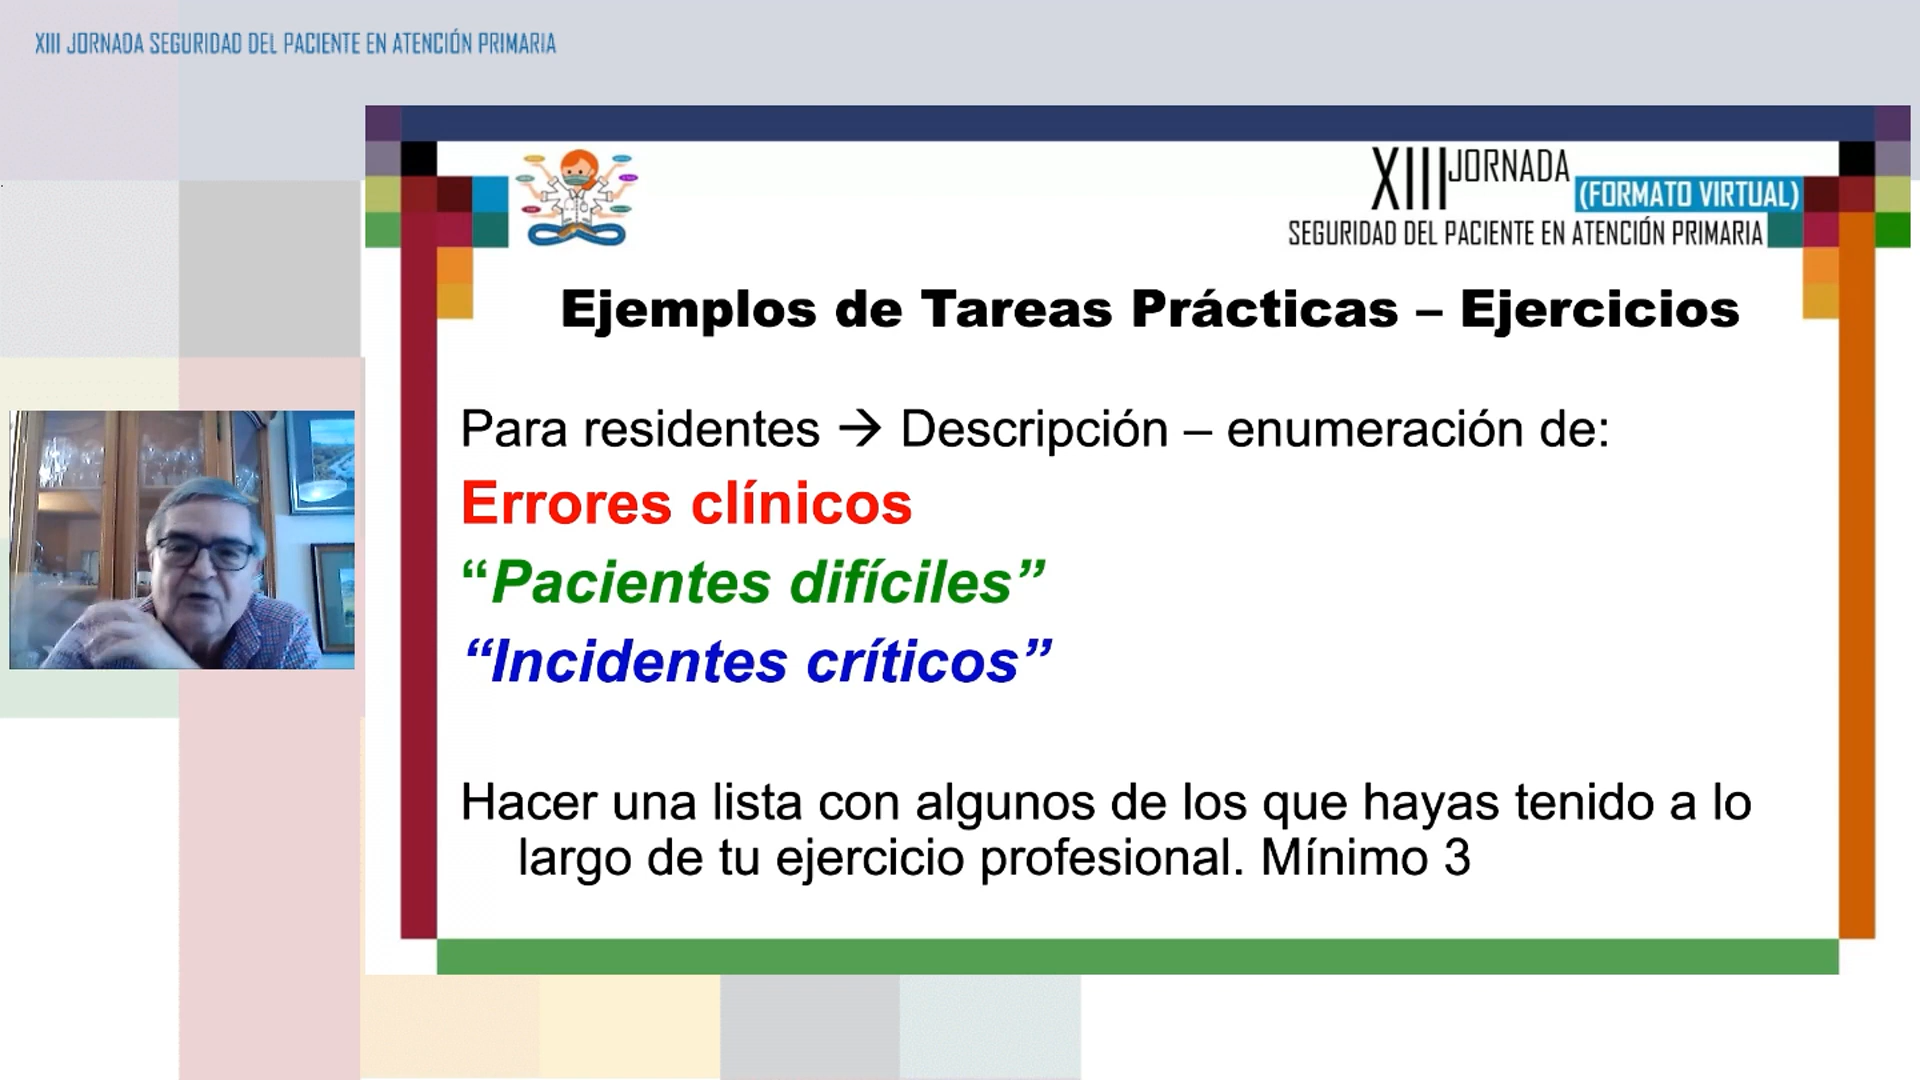 XIII JORNADA SEGURIDAD DEL PACIENTE EN ATENCIÓN PRIMARIA
XIII JORNADA
(FORMATO VIRTUAL)
SEGURIDAD DEL PACIENTE EN ATENCIÓN PRIMARIA
Ejemplos de Tareas Prácticas – Ejercicios
Para residentes → Descripción – enumeración de:
Errores clínicos
“Pacientes difíciles”
“Incidentes críticos”
Hacer una lista con algunos de los que hayas tenido a lo
largo de tu ejercicio profesional. Mínimo 3